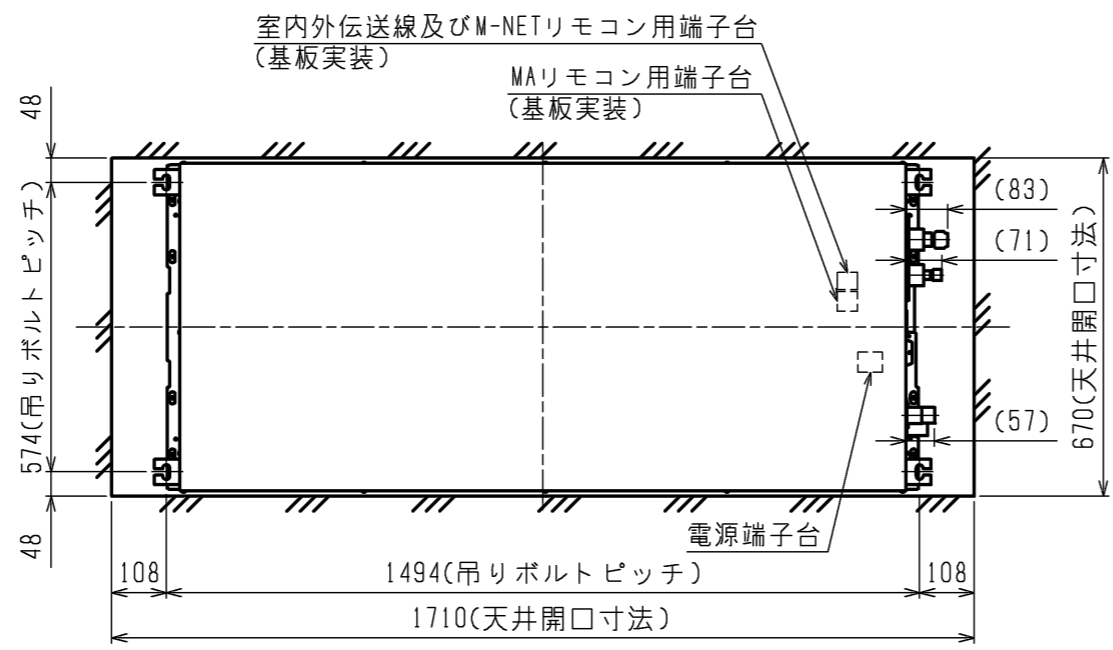 室内外伝送線及びM-NETリモコン用端子台
(基板実装)
MAリモコン用端子台
(基板実装)
48
574(吊りボルトピッチ)
48
(83)
(71)
(57)
670(天井開口寸法)
電源端子台
108
1494(吊りボルトピッチ)
108
1710(天井開口寸法)